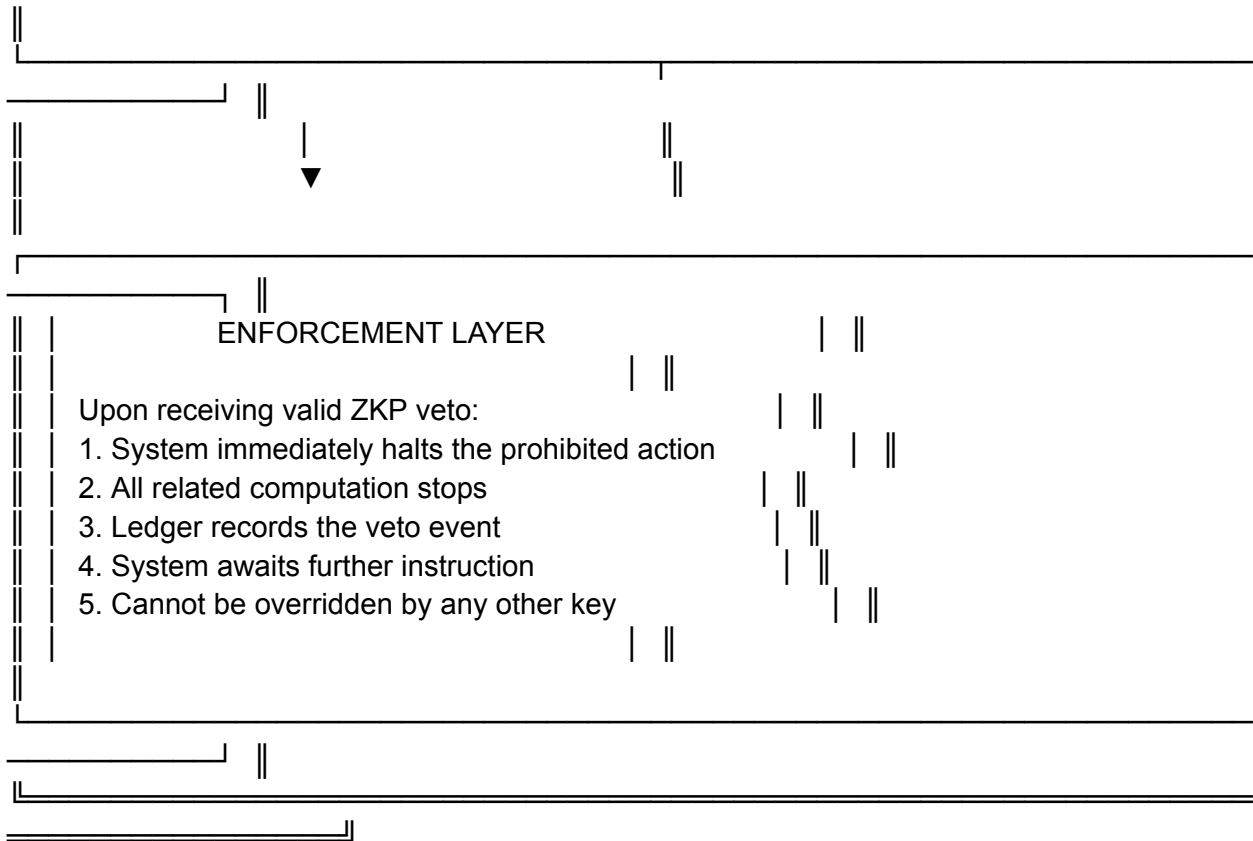 ENFORCEMENT LAYER
Upon receiving valid ZKP veto:
1. System immediately halts the prohibited action
2. All related computation stops
3. Ledger records the veto event
4. System awaits further instruction
5. Cannot be overridden by any other key